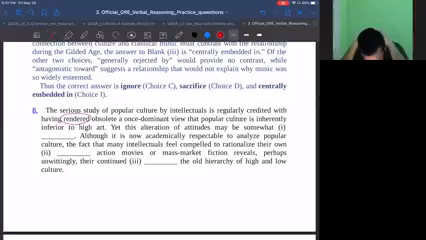 2. Official_GRE_Verbal_Reasoning_Practice_queestions
connection between culture and classical music must contrast with the relationship
during the Gilded Age, the answer to Blank (iii) is “centrally embedded in.” Of the
other two choices, “generally rejected by” would provide no contrast, while
“antagonistic toward” suggests a relationship that would not explain why music was
so widely esteemed.
Thus the correct answer is ignore (Choice C), sacrifice (Choice D), and centrally
embedded in (Choice I).
8. The serious study of popular culture by intellectuals is regularly credited with
having rendered obsolete a once-dominant view that popular culture is inherently
inferior to high art. Yet this alteration of attitudes may be somewhat (i)
________. Although it is now academically respectable to analyze popular
culture, the fact that many intellectuals feel compelled to rationalize their own
(ii) ________ action movies or mass-market fiction reveals, perhaps
unwittingly, their continued (iii) ________ the old hierarchy of high and low
culture.